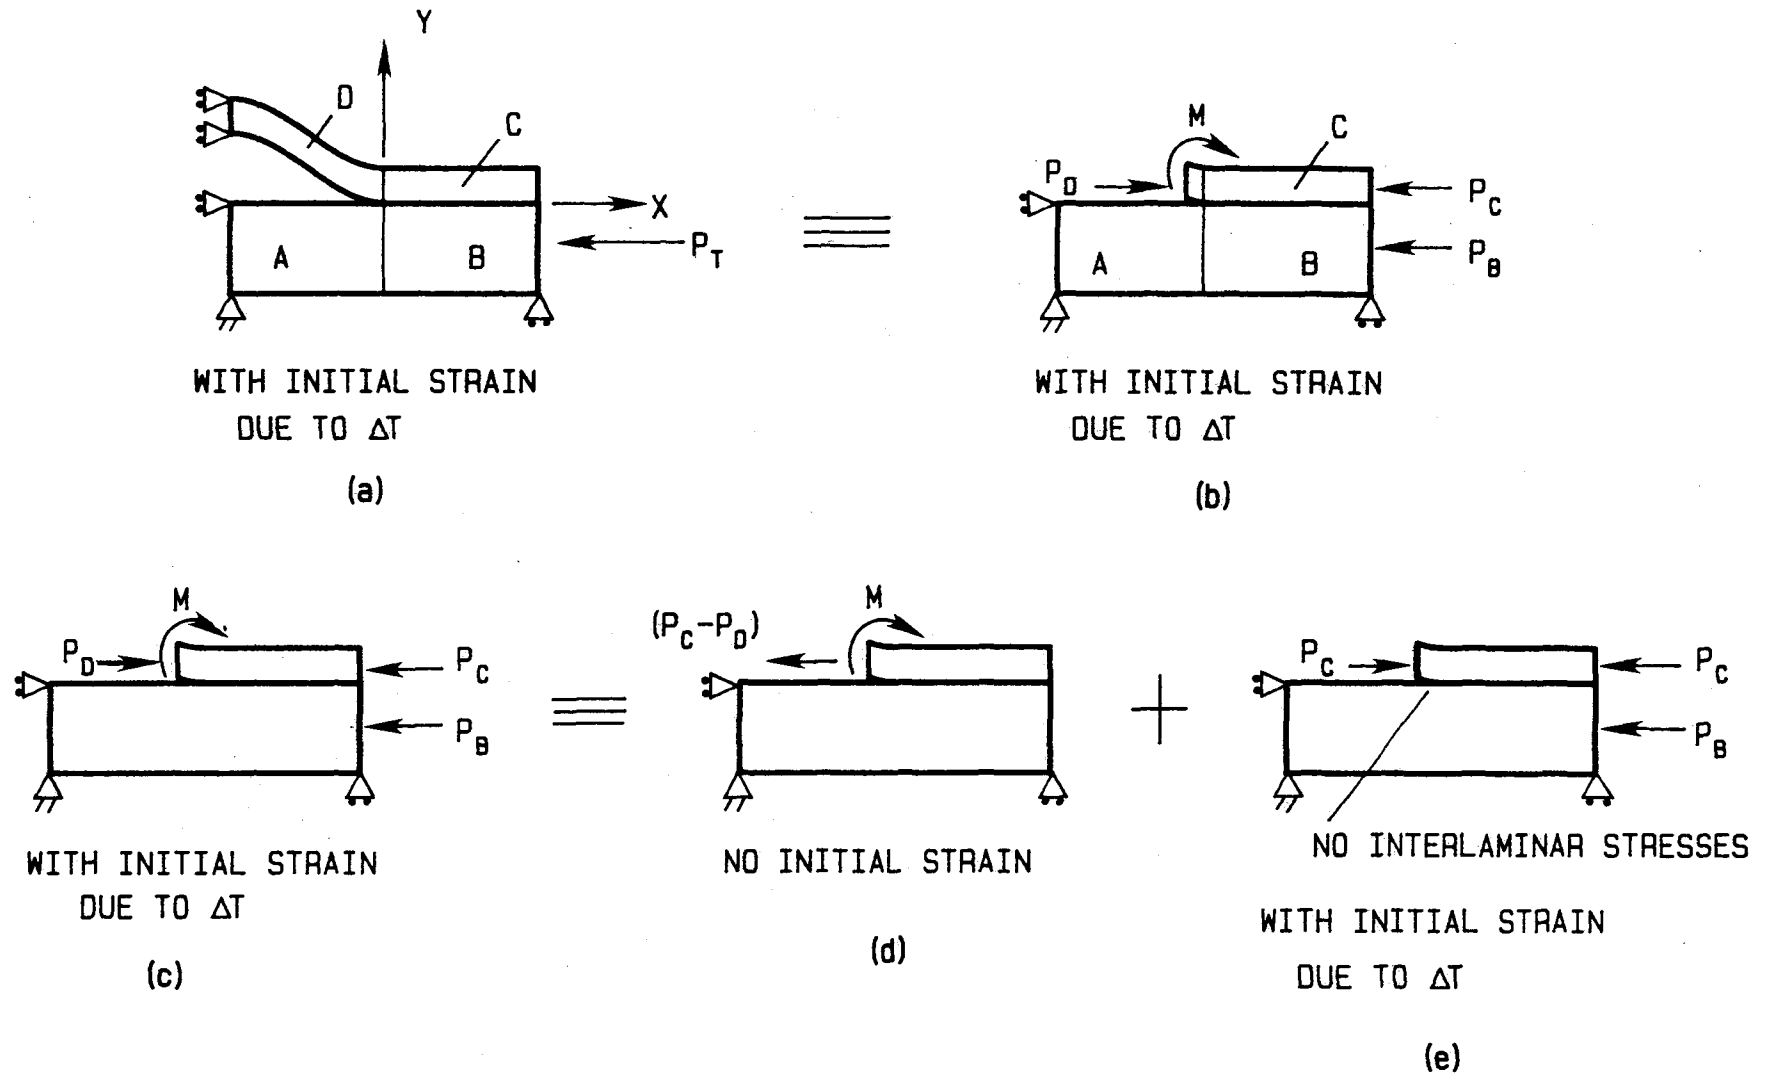 Y
D
C
X
P_T
A
B
WITH INITIAL STRAIN
DUE TO ΔT
(a)
M
C
P_D
P_C
P_B
A
B
WITH INITIAL STRAIN
DUE TO ΔT
(b)
M
P_D
P_C
P_B
WITH INITIAL STRAIN
DUE TO ΔT
(c)
(P_C-P_D)
M
NO INITIAL STRAIN
(d)
P_C
P_C
P_B
NO INTERLAMINAR STRESSES
WITH INITIAL STRAIN
DUE TO ΔT
(e)